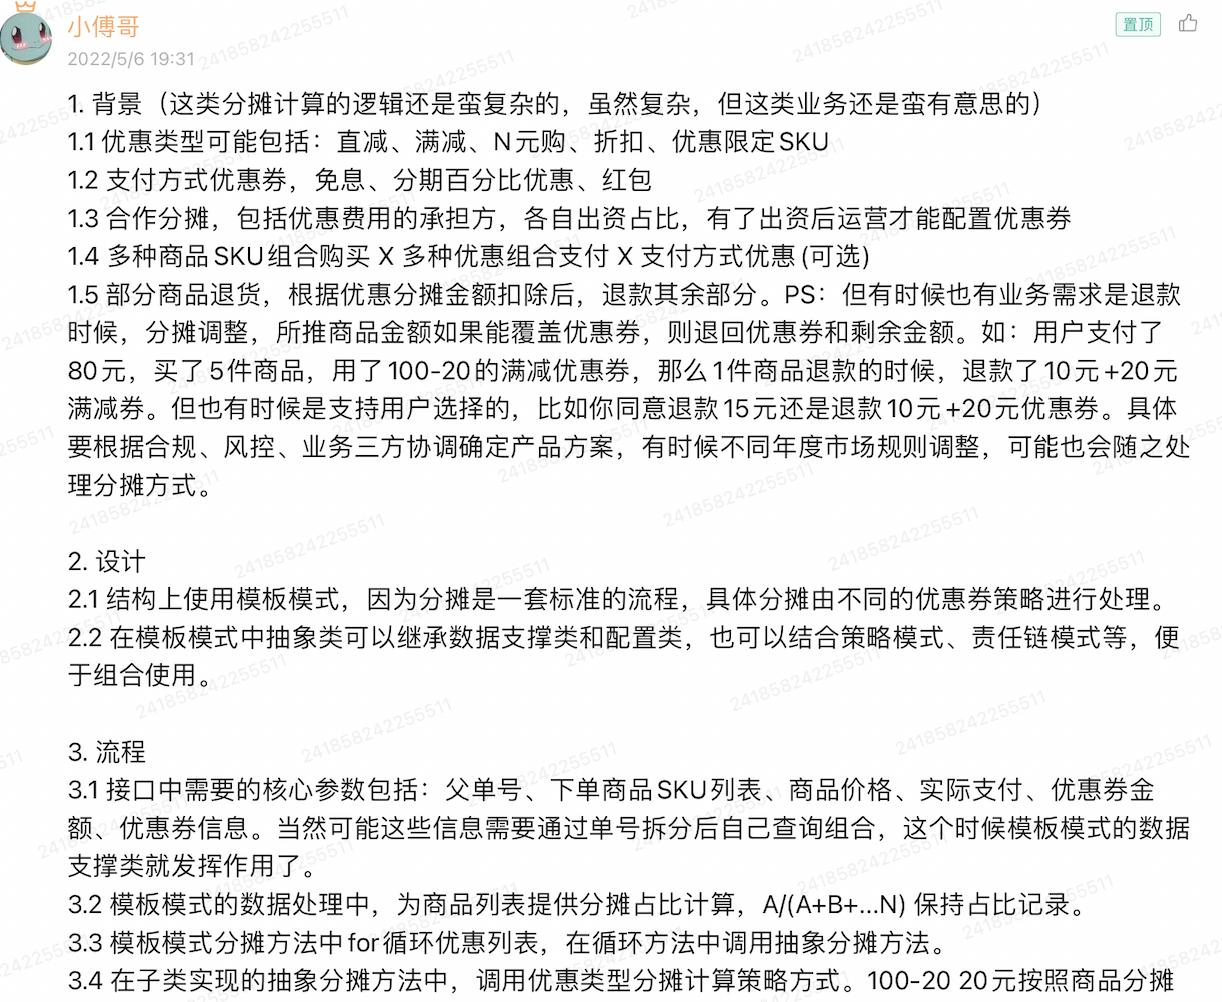 小傅哥
置顶
2022/5/6 19:31
1. 背景（这类分摊计算的逻辑还是蛮复杂的，虽然复杂，但这类业务还是蛮有意思的）
1.1 优惠类型可能包括：直减、满减、N元购、折扣、优惠限定SKU
1.2 支付方式优惠券，免息、分期百分比优惠、红包
1.3 合作分摊，包括优惠费用的承担方，各自出资占比，有了出资后运营才能配置优惠券
1.4 多种商品SKU组合购买 X 多种优惠组合支付 X 支付方式优惠(可选)
1.5 部分商品退货，根据优惠分摊金额扣除后，退款其余部分。PS：但有时候也有业务需求是退款
时候，分摊调整，所推商品金额如果能覆盖优惠券，则退回优惠券和剩余金额。如：用户支付了
80元，买了5件商品，用了100-20的满减优惠券，那么1件商品退款的时候，退款了10元+20元
满减券。但也有时候是支持用户选择的，比如你同意退款15元还是退款10元+20元优惠券。具体
要根据合规、风控、业务三方协调确定产品方案，有时候不同年度市场规则调整，可能也会随之处
理分摊方式。
2. 设计
2.1 结构上使用模板模式，因为分摊是一套标准的流程，具体分摊由不同的优惠券策略进行处理。
2.2 在模板模式中抽象类可以继承数据支撑类和配置类，也可以结合策略模式、责任链模式等，便
于组合使用。
3. 流程
3.1 接口中需要的核心参数包括：父单号、下单商品SKU列表、商品价格、实际支付、优惠券金
额、优惠券信息。当然可能这些信息需要通过单号拆分后自己查询组合，这个时候模板模式的数据
支撑类就发挥作用了。
3.2 模板模式的数据处理中，为商品列表提供分摊占比计算，A/(A+B+...N) 保持占比记录。
3.3 模板模式分摊方法中for循环优惠列表，在循环方法中调用抽象分摊方法。
3.4 在子类实现的抽象分摊方法中，调用优惠类型分摊计算策略方式。100-20 20元按照商品分摊
241858242255511